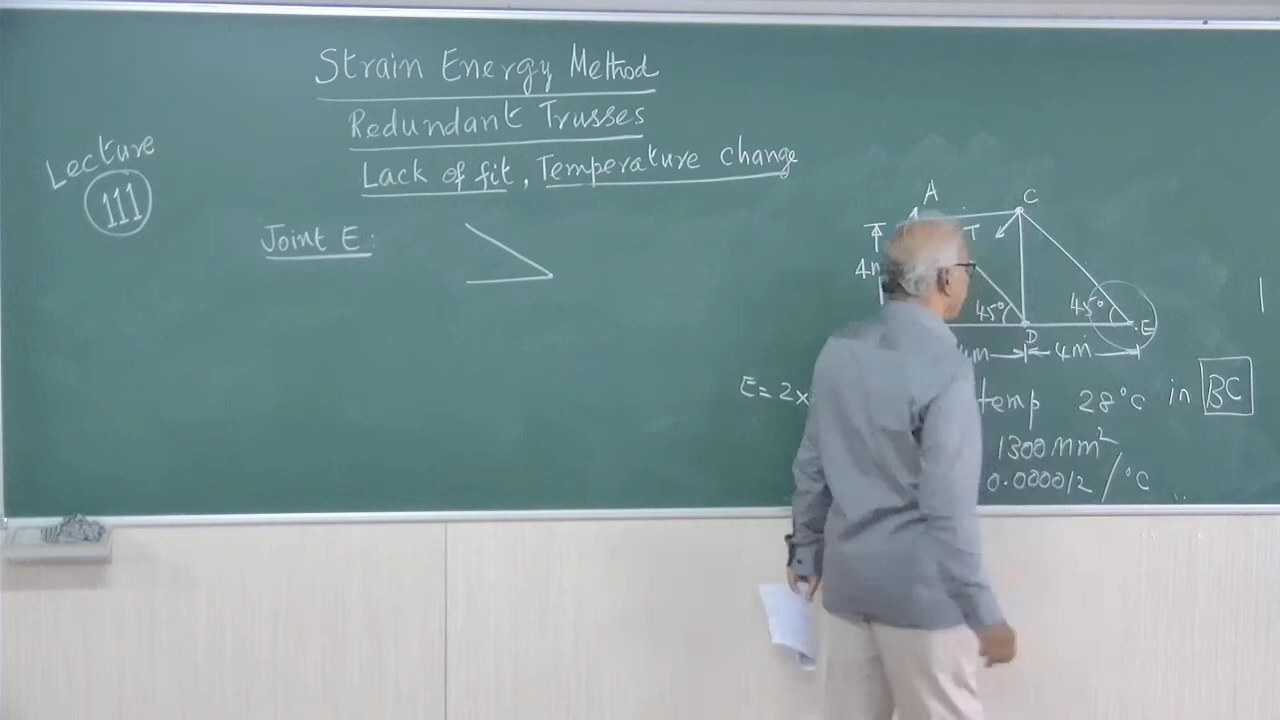 Strain Energy Method
Redundant Trusses
Lack of fit, Temperature change
Lecture
111
Joint E:
A
C
T
4m
45°
45°
E
D
4m
E = 2×
temp 28°C in BC
1300 mm²
0.000012/°C